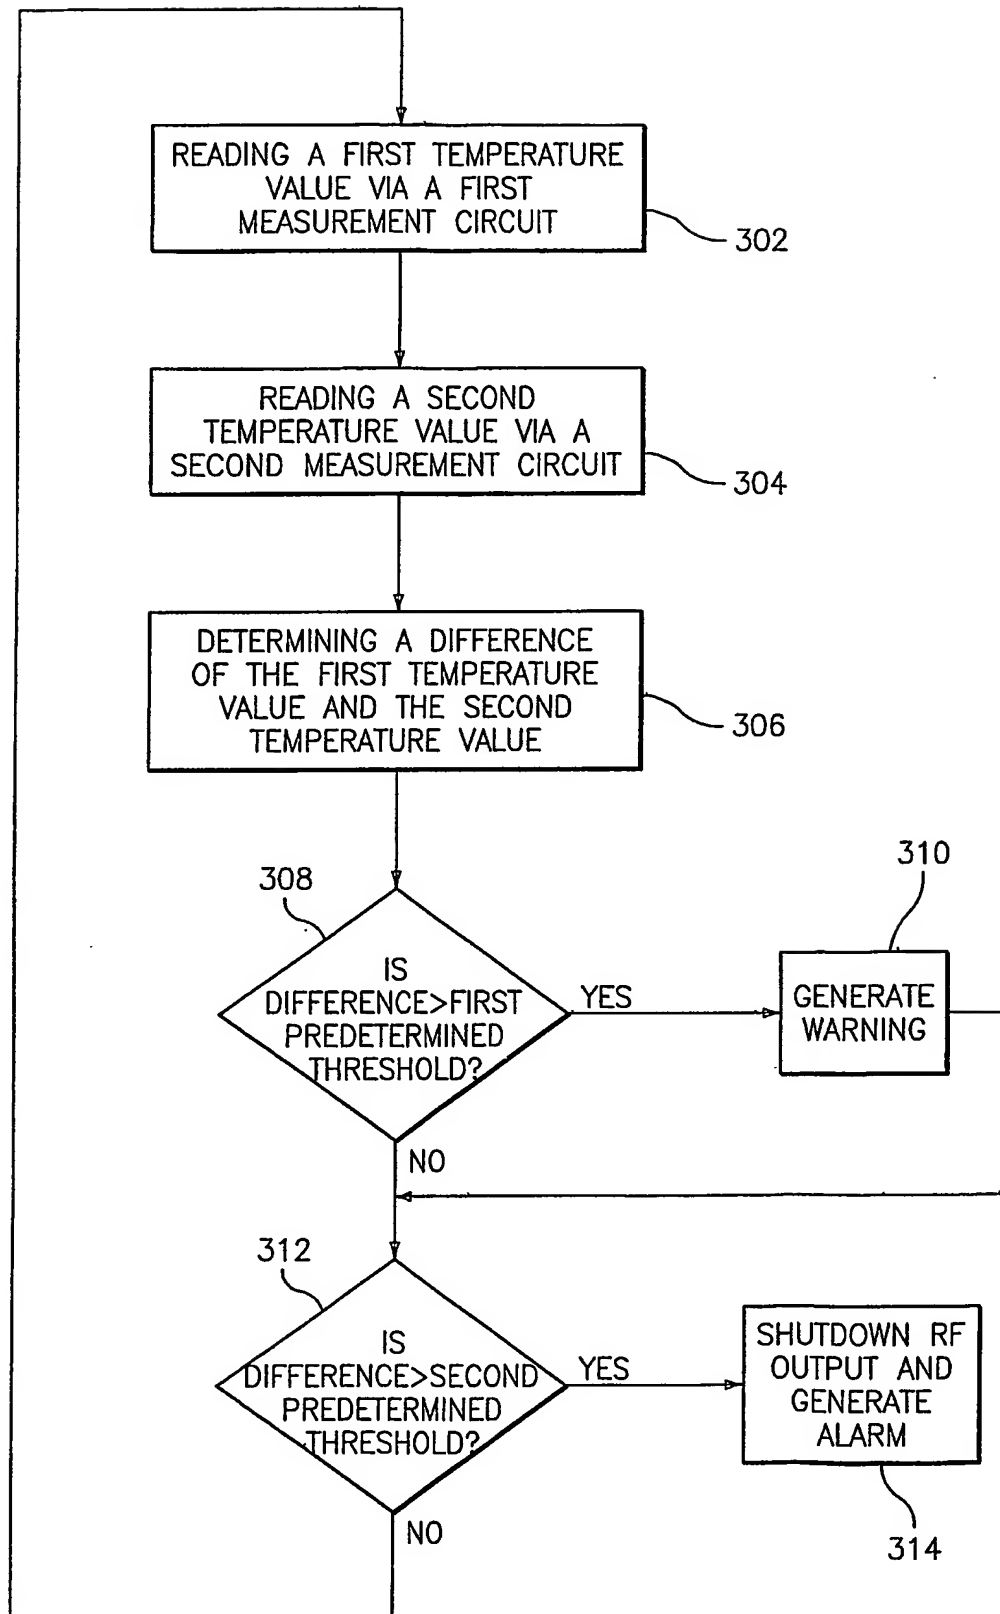 READING A FIRST TEMPERATURE
VALUE VIA A FIRST
MEASUREMENT CIRCUIT
302
READING A SECOND
TEMPERATURE VALUE VIA A
SECOND MEASUREMENT CIRCUIT
304
DETERMINING A DIFFERENCE
OF THE FIRST TEMPERATURE
VALUE AND THE SECOND
TEMPERATURE VALUE
306
308
IS
DIFFERENCE>FIRST
PREDETERMINED
THRESHOLD?
YES
310
GENERATE
WARNING
NO
312
IS
DIFFERENCE>SECOND
PREDETERMINED
THRESHOLD?
YES
SHUTDOWN RF
OUTPUT AND
GENERATE
ALARM
314
NO